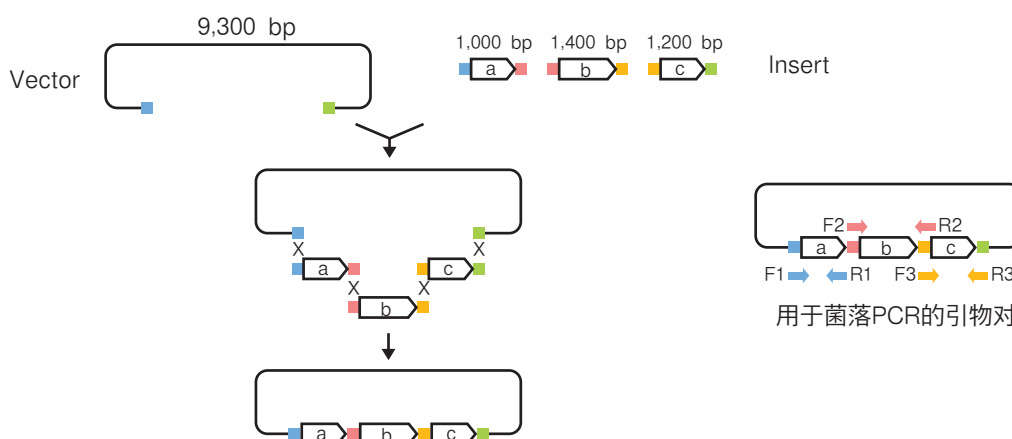 9,300 bp
Vector
1,000 bp 1,400 bp 1,200 bp
a b c
Insert
X X
a c
X X
b
F2 R2
a b c
F1 R1 F3 R3
用于菌落PCR的引物对
a b c